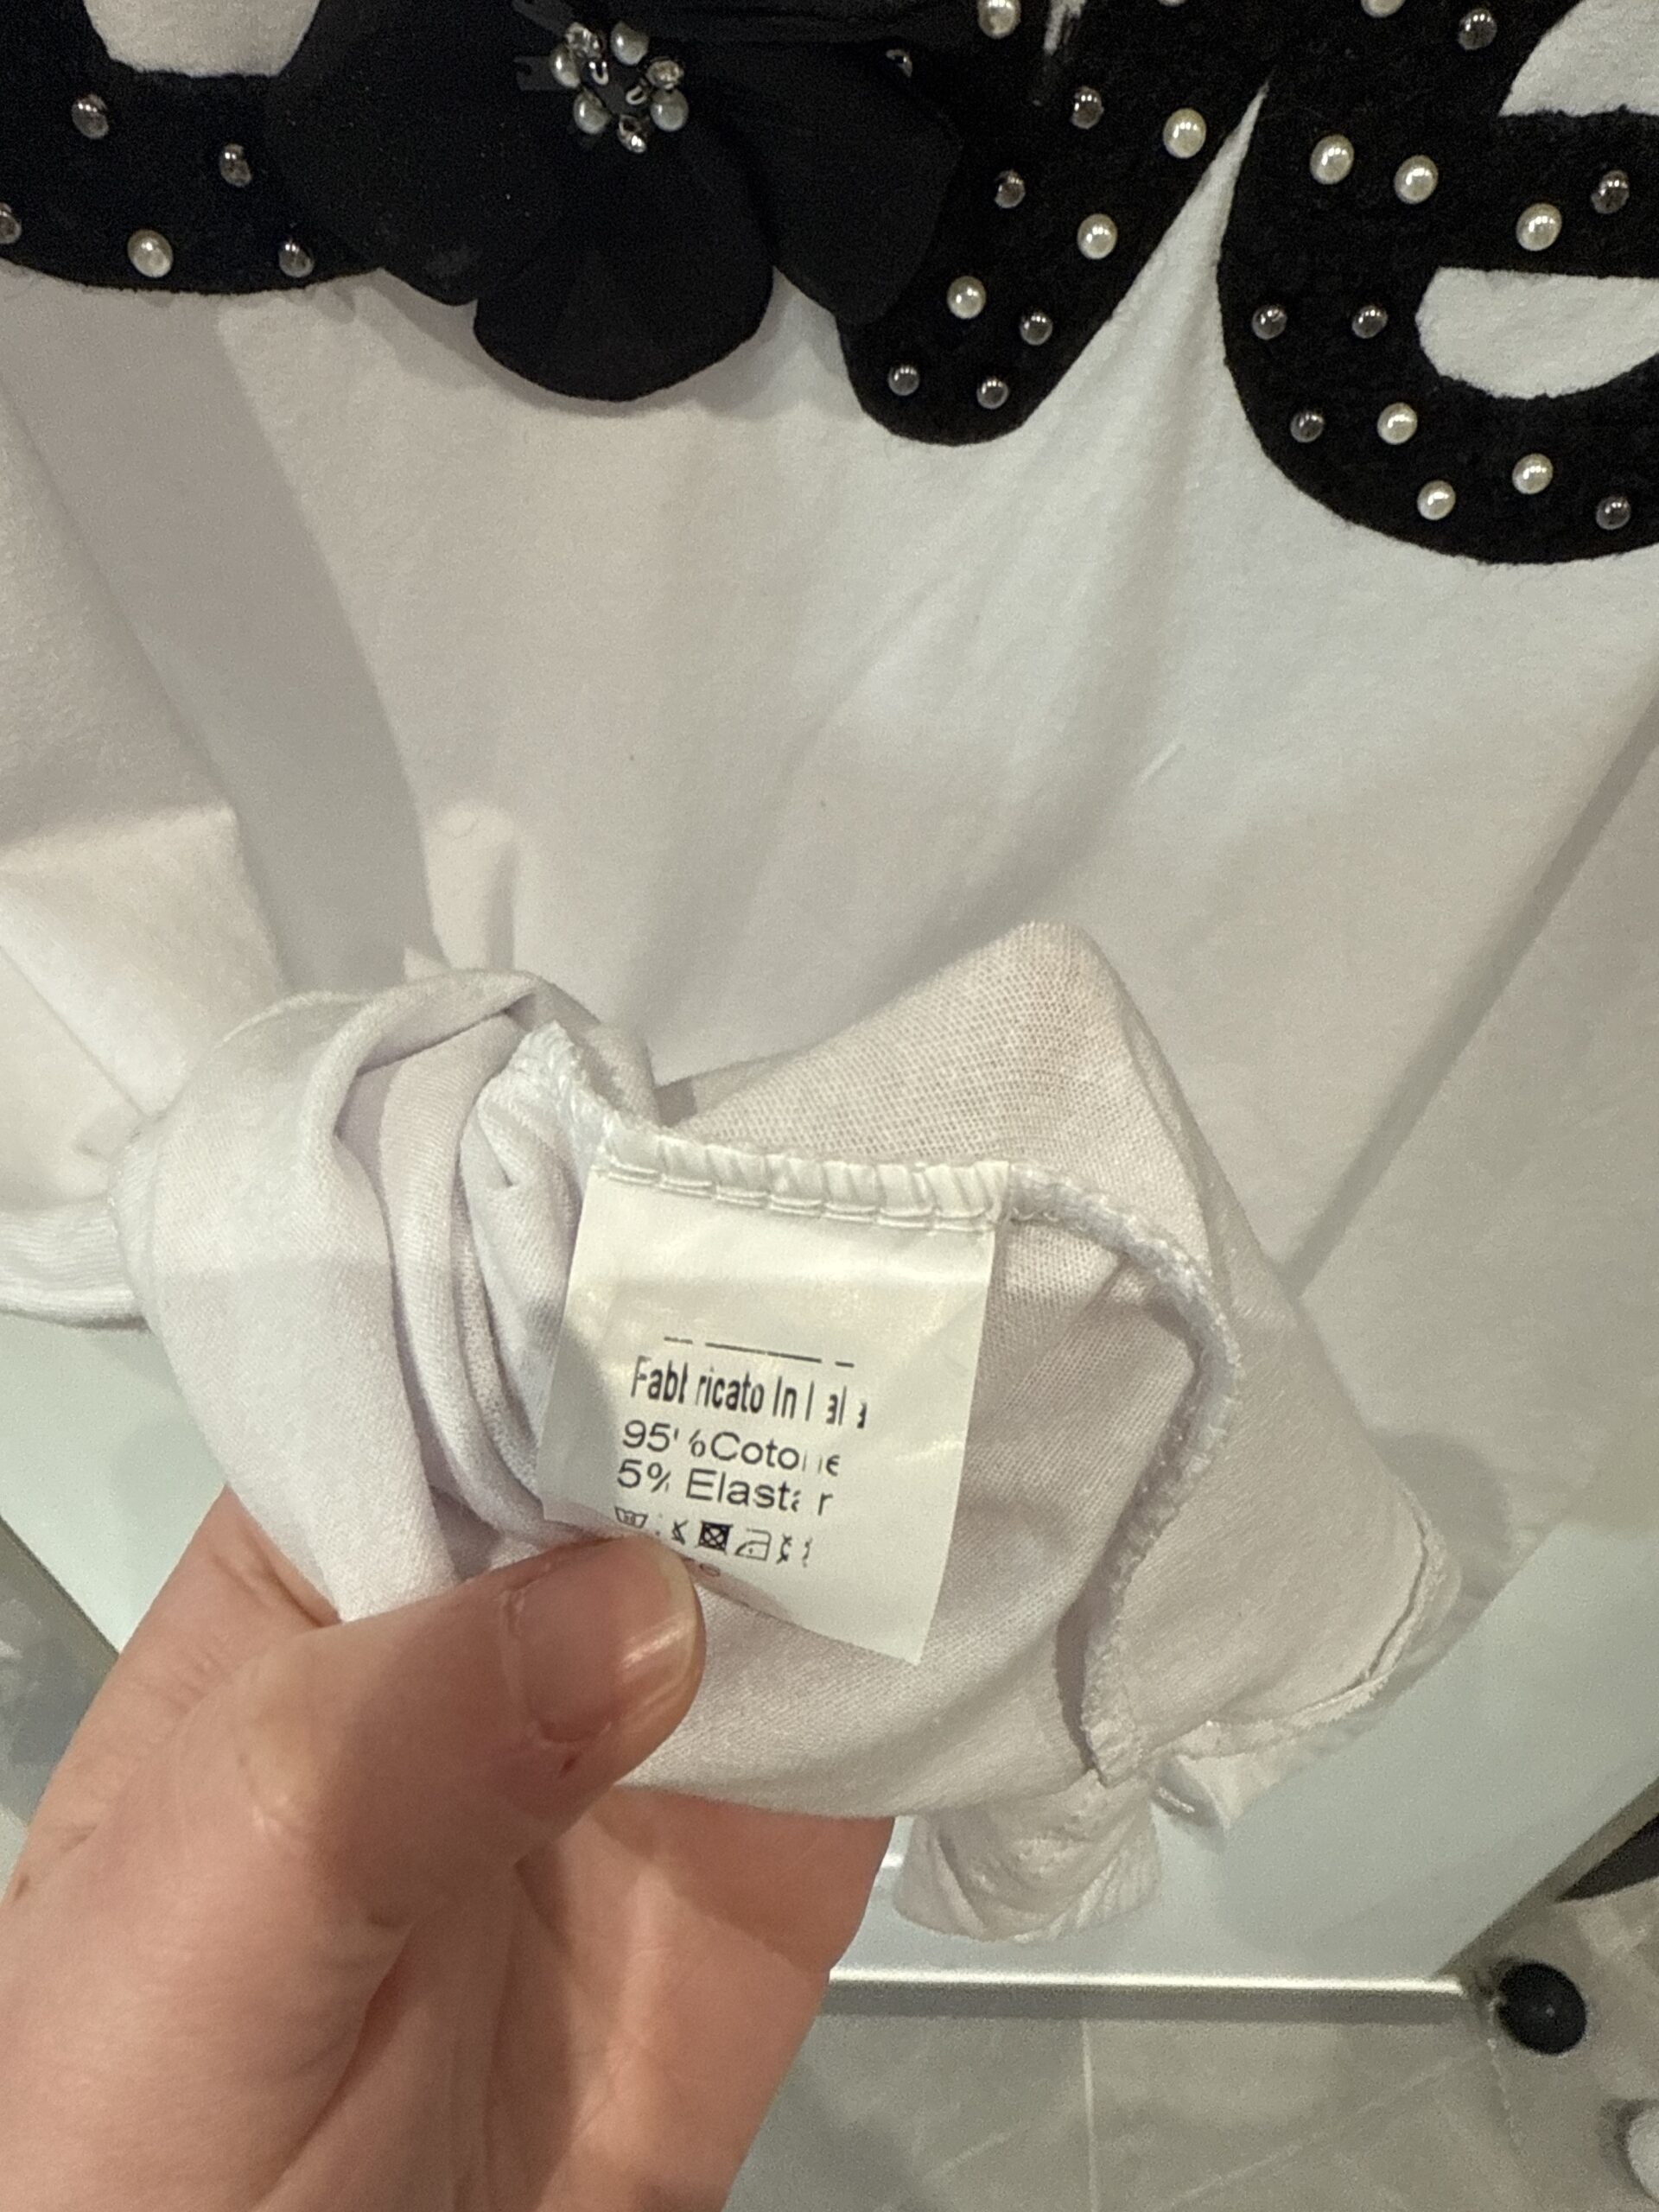 Fabbricato In Italia
95%Cotone
5% Elastan